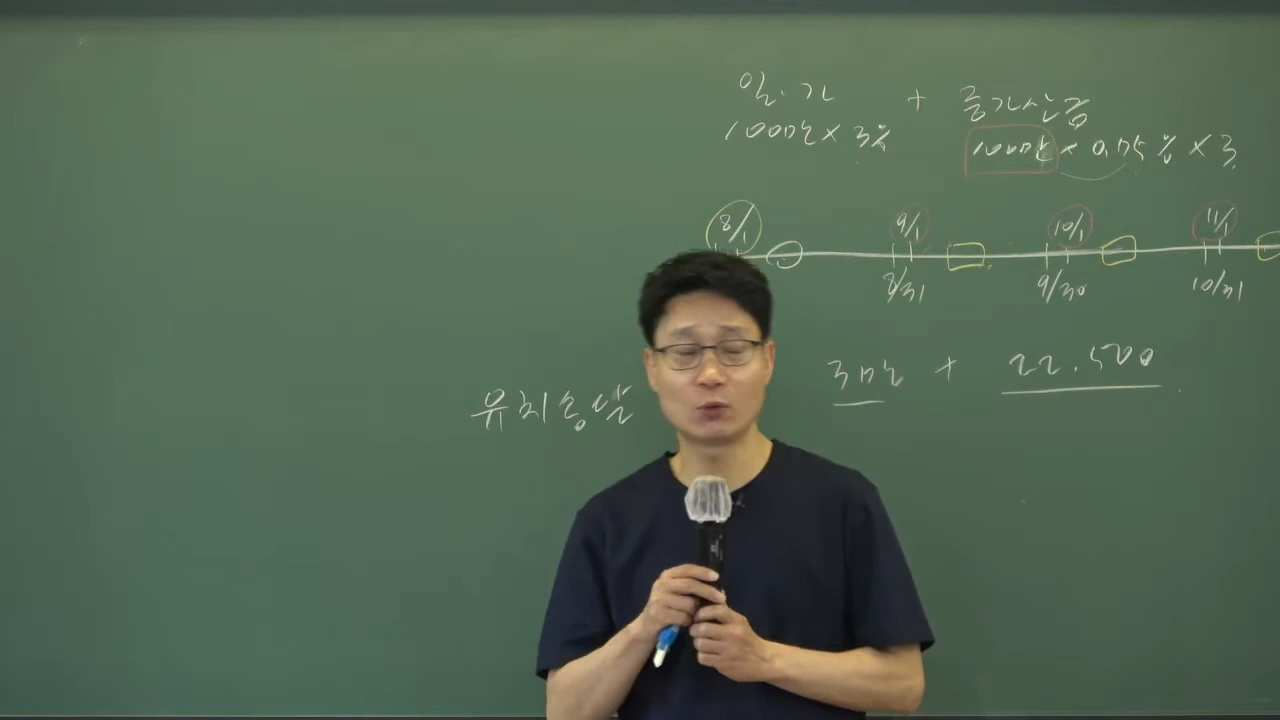 일. 가 + 중가산금
100만 × 3% 100만 × 0.75% × 3
8/1 9/1 10/1 11/1
8/31 9/30 10/31
3만 + 22.500
유치송달